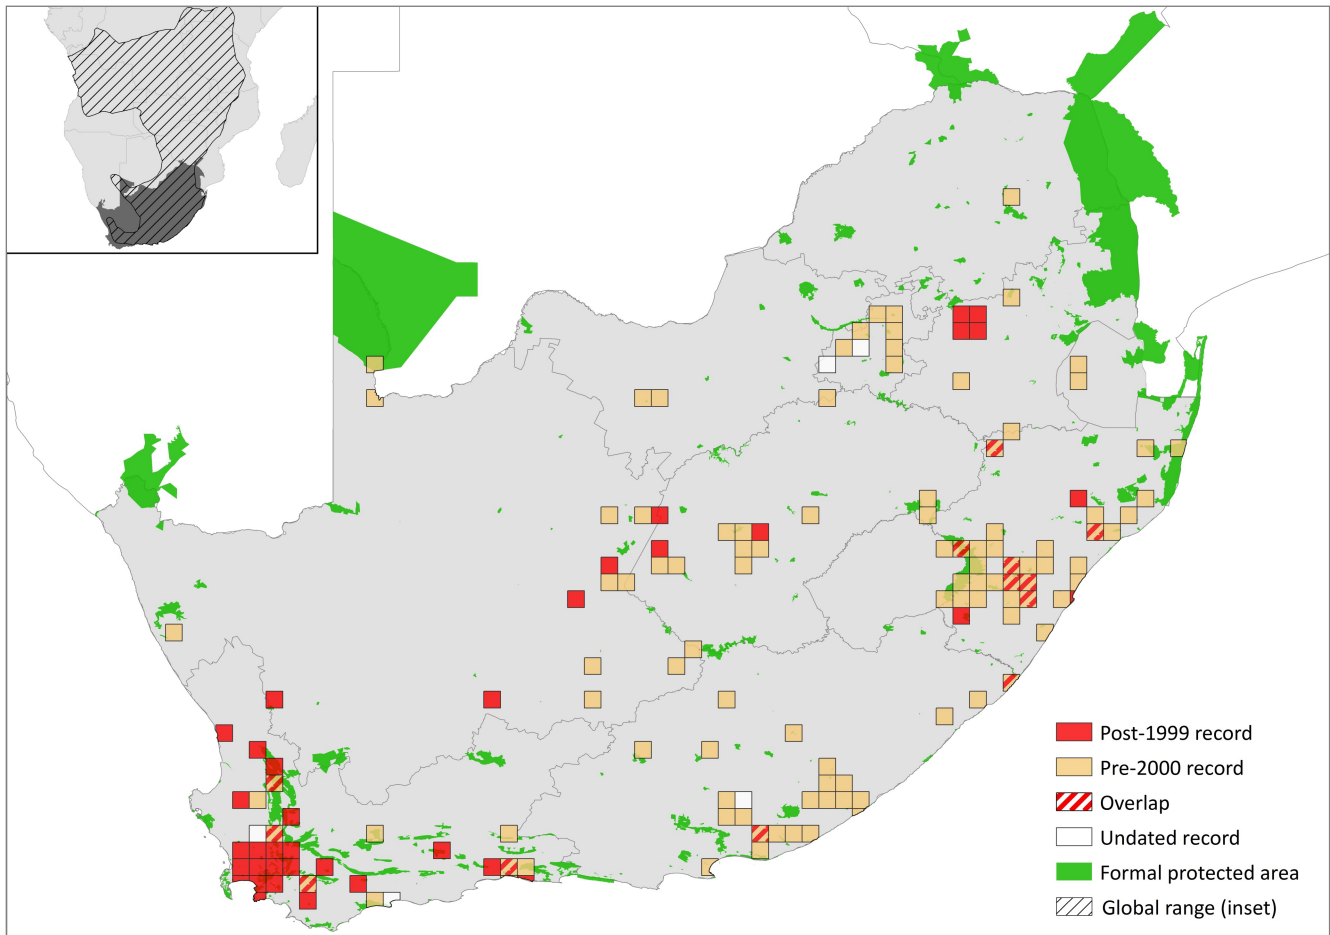 Post-1999 record
Pre-2000 record
Overlap
Undated record
Formal protected area
Global range (inset)